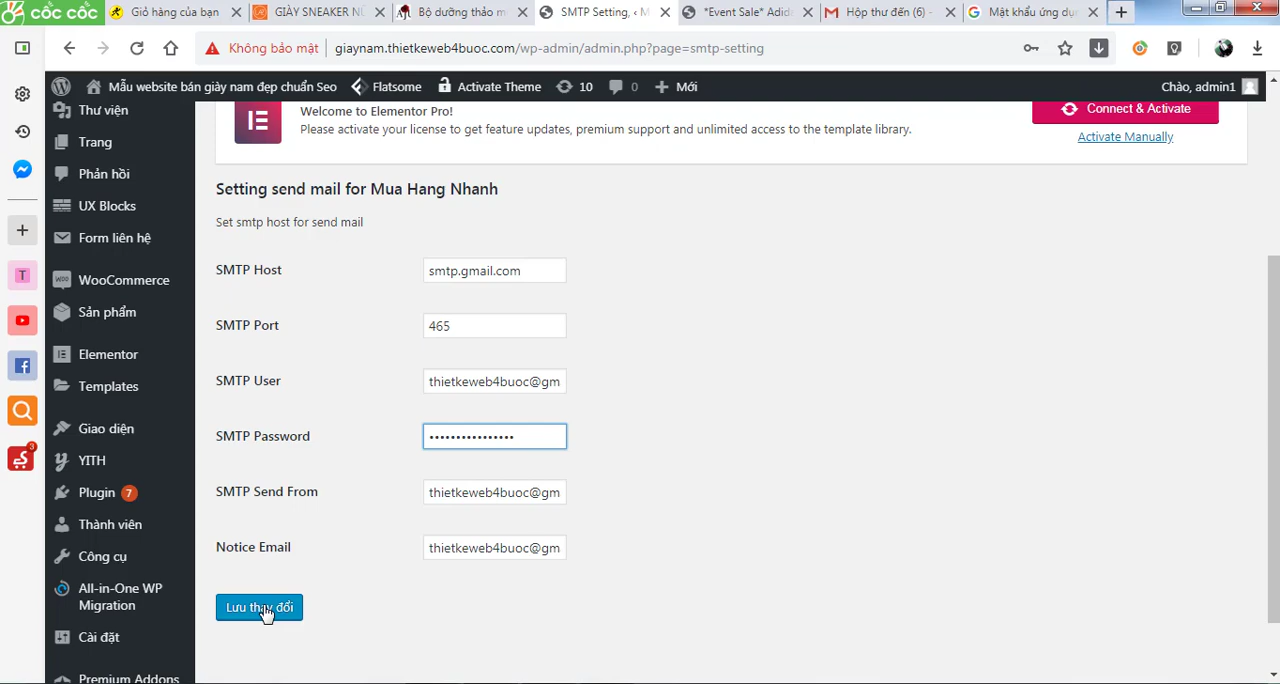 CỐC CỐC
Giỏ hàng của bạn
GIÀY SNEAKER NỮ
Bộ dưỡng thảo m
SMTP Setting, ‹ M
*Event Sale* Adid
Hộp thư đến (6) -
Mật khẩu ứng dụ
Không bảo mật
giaynam.thietkeweb4buoc.com/wp-admin/admin.php?page=smtp-setting
Mẫu website bán giày nam đẹp chuẩn Seo
Flatsome
Activate Theme
10
0
Mới
Chào, admin1
Thư viện
Trang
Phản hồi
UX Blocks
Form liên hệ
WooCommerce
Sản phẩm
Elementor
Templates
Giao diện
YITH
Plugin 7
Thành viên
Công cụ
All-in-One WP
Migration
Cài đặt
Premium Addons
T
3
Welcome to Elementor Pro!
Please activate your license to get feature updates, premium support and unlimited access to the template library.
Connect & Activate
Activate Manually
Setting send mail for Mua Hang Nhanh
Set smtp host for send mail
SMTP Host
smtp.gmail.com
SMTP Port
465
SMTP User
thietkeweb4buoc@gm
SMTP Password
••••••••••••••••
SMTP Send From
thietkeweb4buoc@gm
Notice Email
thietkeweb4buoc@gm
Lưu thay đổi